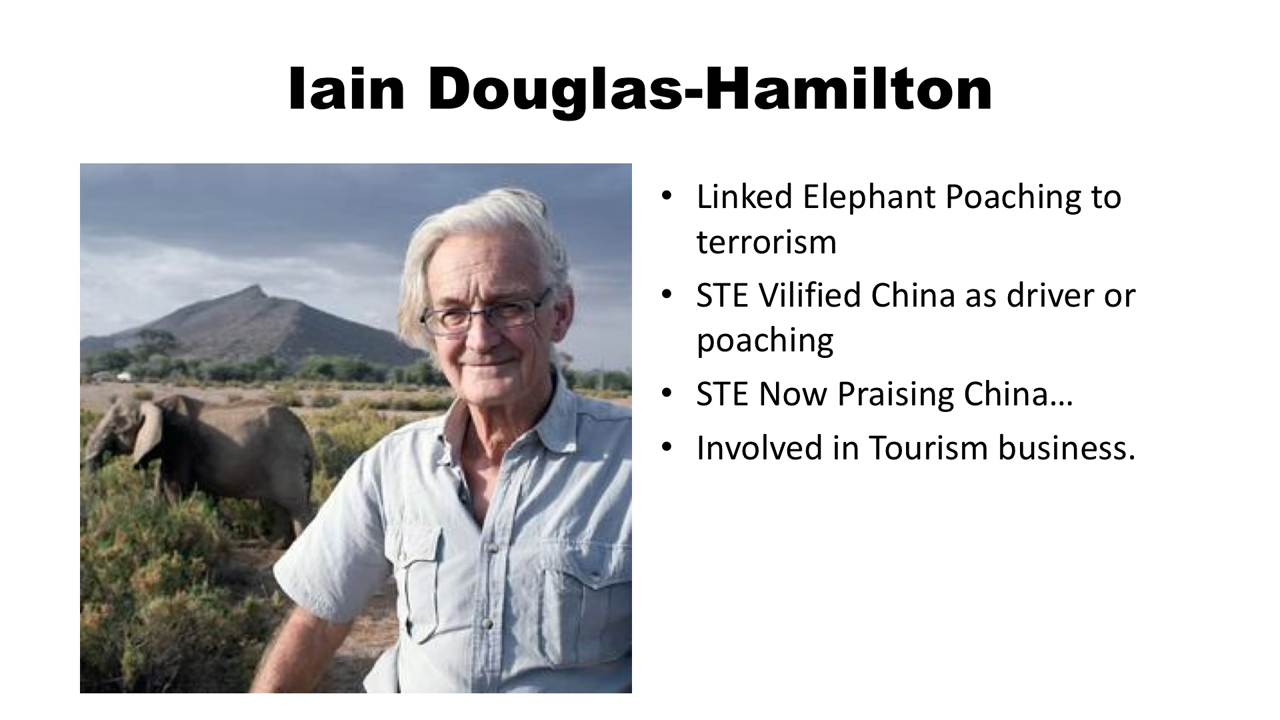 Iain Douglas-Hamilton
• Linked Elephant Poaching to
terrorism
• STE Vilified China as driver or
poaching
• STE Now Praising China…
• Involved in Tourism business.